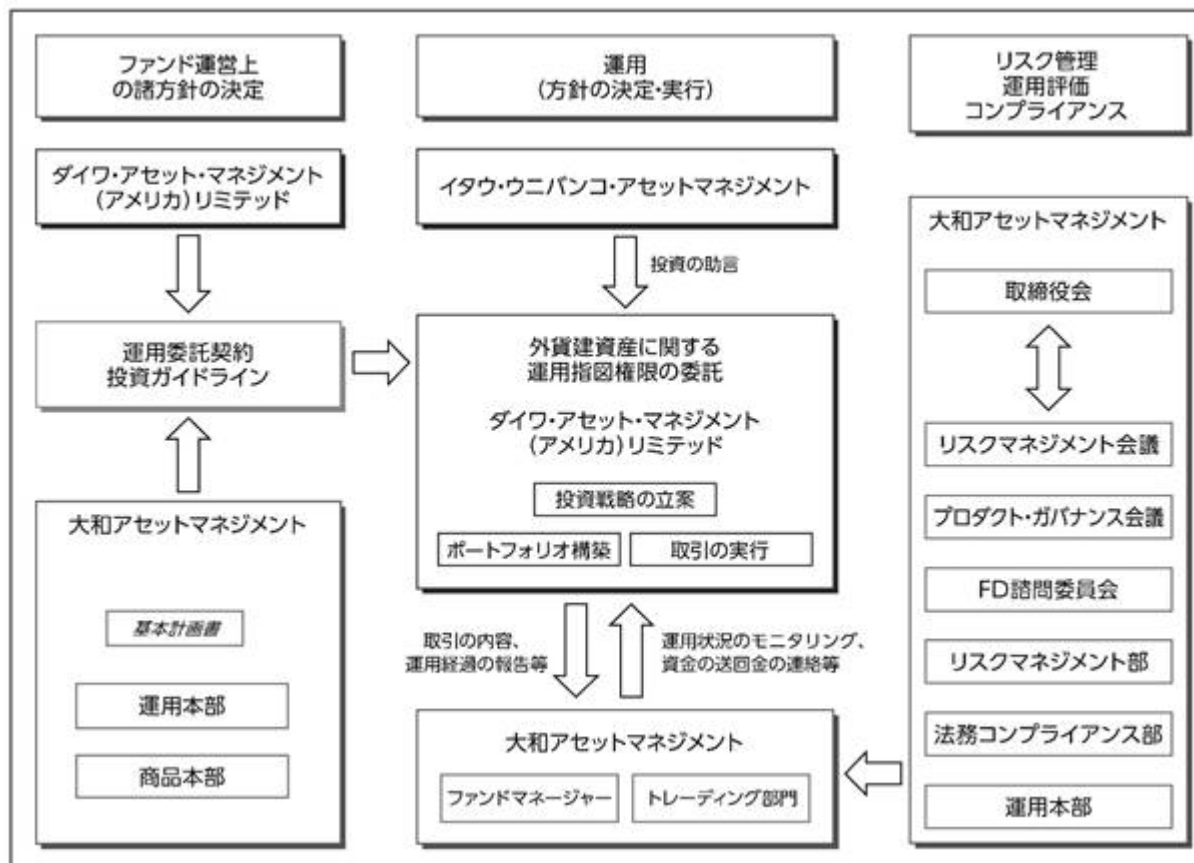 ファンド運営上
の諸方針の決定
ダイワ・アセット・マネジメント
(アメリカ)リミテッド
運用委託契約
投資ガイドライン
大和アセットマネジメント
基本計画書
運用本部
商品本部
運用
(方針の決定・実行)
イタウ・ウニバンコ・アセットマネジメント
投資の助言
外貨建資産に関する
運用指図権限の委託
ダイワ・アセット・マネジメント
(アメリカ)リミテッド
投資戦略の立案
ポートフォリオ構築
取引の実行
取引の内容、
運用経過の報告等
運用状況のモニタリング、
資金の送回金の連絡等
大和アセットマネジメント
ファンドマネージャー
トレーディング部門
リスク管理
運用評価
コンプライアンス
大和アセットマネジメント
取締役会
リスクマネジメント会議
プロダクト・ガバナンス会議
FD諮問委員会
リスクマネジメント部
法務コンプライアンス部
運用本部